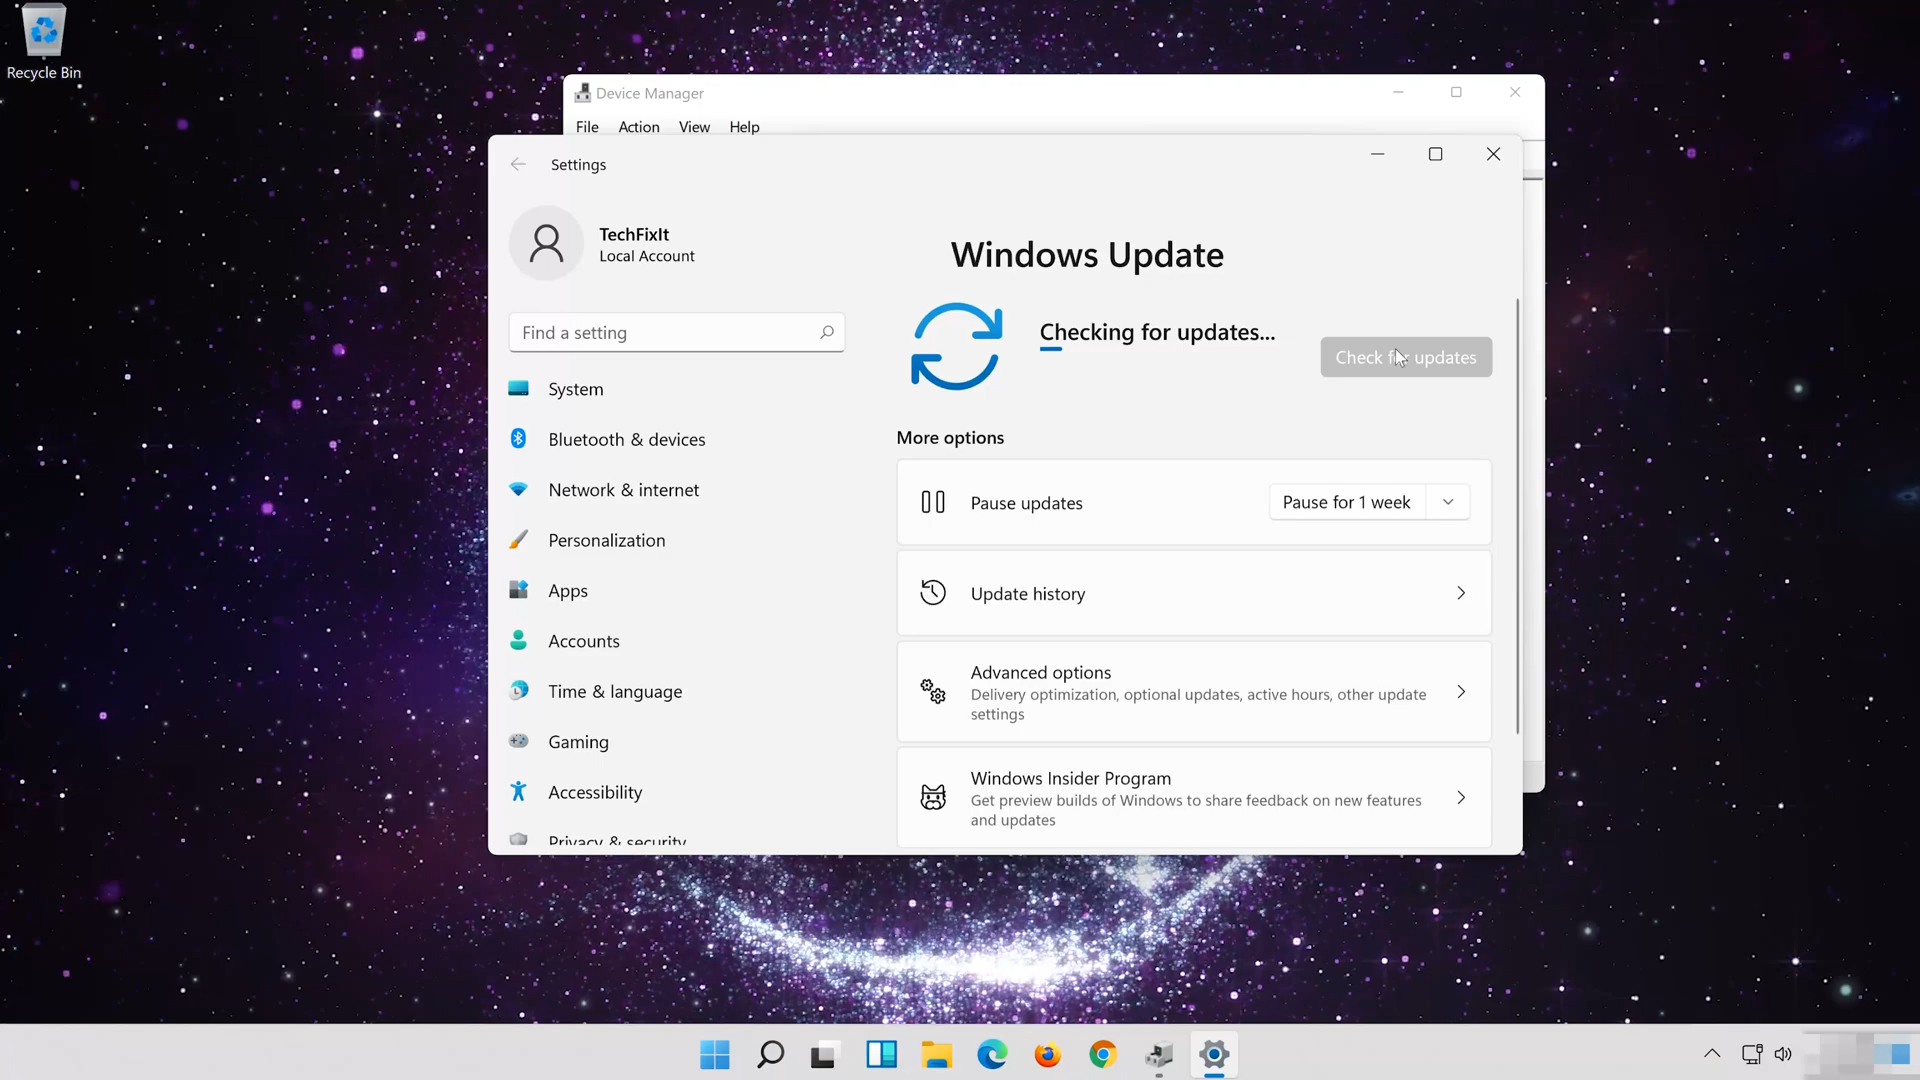 Recycle Bin
Device Manager
File Action View Help
Settings
TechFixIt
Local Account
Find a setting
System
Bluetooth & devices
Network & internet
Personalization
Apps
Accounts
Time & language
Gaming
Accessibility
Privacy & security
Windows Update
Checking for updates...
Check for updates
More options
Pause updates
Pause for 1 week
Update history
Advanced options
Delivery optimization, optional updates, active hours, other update
settings
Windows Insider Program
Get preview builds of Windows to share feedback on new features
and updates